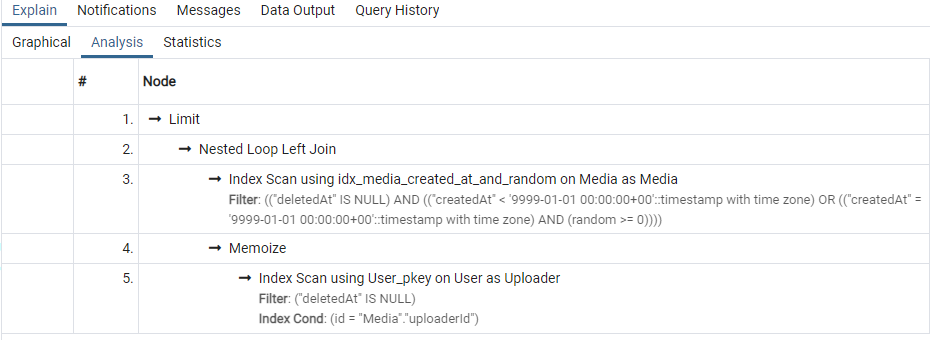 Explain Notifications Messages Data Output Query History
Graphical Analysis Statistics
# Node
1. → Limit
2. → Nested Loop Left Join
3. → Index Scan using idx_media_created_at_and_random on Media as Media
Filter: (("deletedAt" IS NULL) AND (("createdAt" < '9999-01-01 00:00:00+00'::timestamp with time zone) OR (("createdAt" =
'9999-01-01 00:00:00+00'::timestamp with time zone) AND (random >= 0))))
4. → Memoize
5. → Index Scan using User_pkey on User as Uploader
Filter: ("deletedAt" IS NULL)
Index Cond: (id = "Media"."uploaderId")